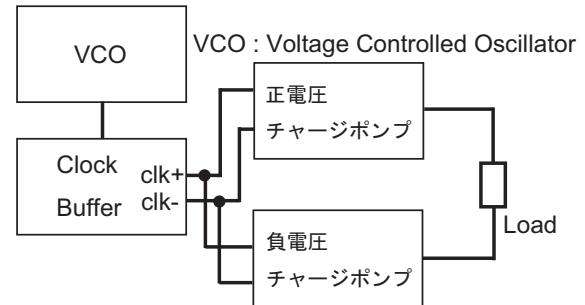 VCO
VCO : Voltage Controlled Oscillator
正電圧
チャージポンプ
Clock
Buffer
clk+
clk-
Load
負電圧
チャージポンプ